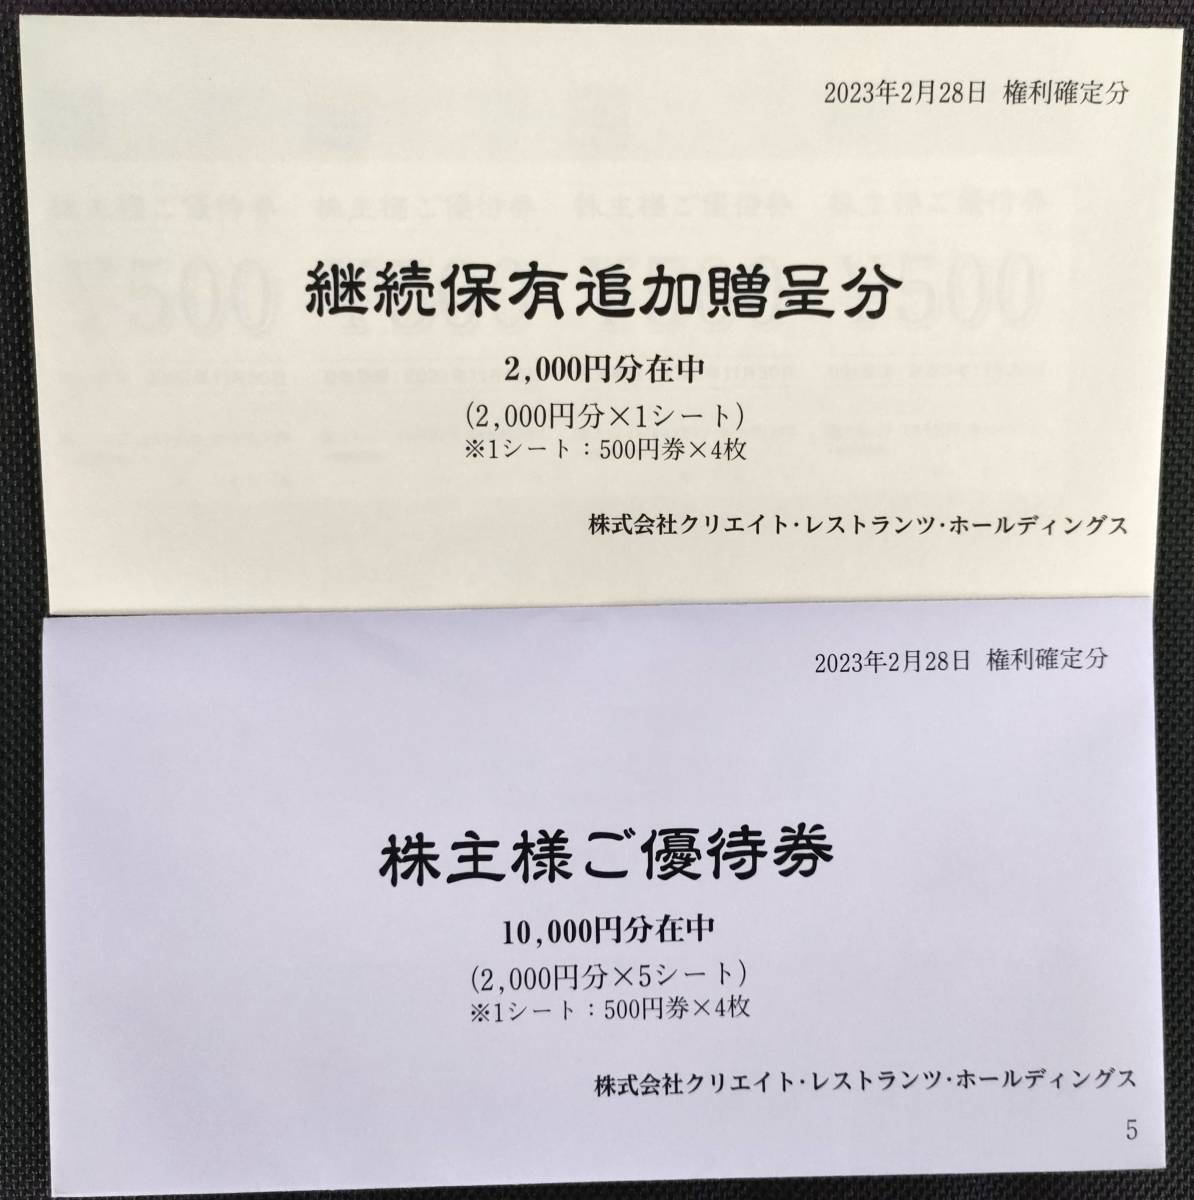 2023年2月28日 権利確定分
継続保有追加贈呈分
2,000円分在中
(2,000円分×1シート)
※1シート：500円券×4枚
株式会社クリエイト・レストランツ・ホールディングス
2023年2月28日 権利確定分
株主様ご優待券
10,000円分在中
(2,000円分×5シート)
※1シート：500円券×4枚
株式会社クリエイト・レストランツ・ホールディングス
5